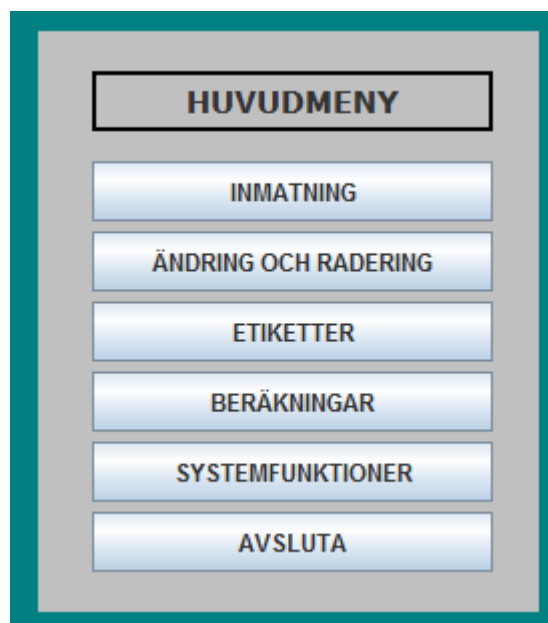 HUVUDMENY
INMATNING
ÄNDRING OCH RADERING
ETIKETTER
BERÄKNINGAR
SYSTEMFUNKTIONER
AVSLUTA